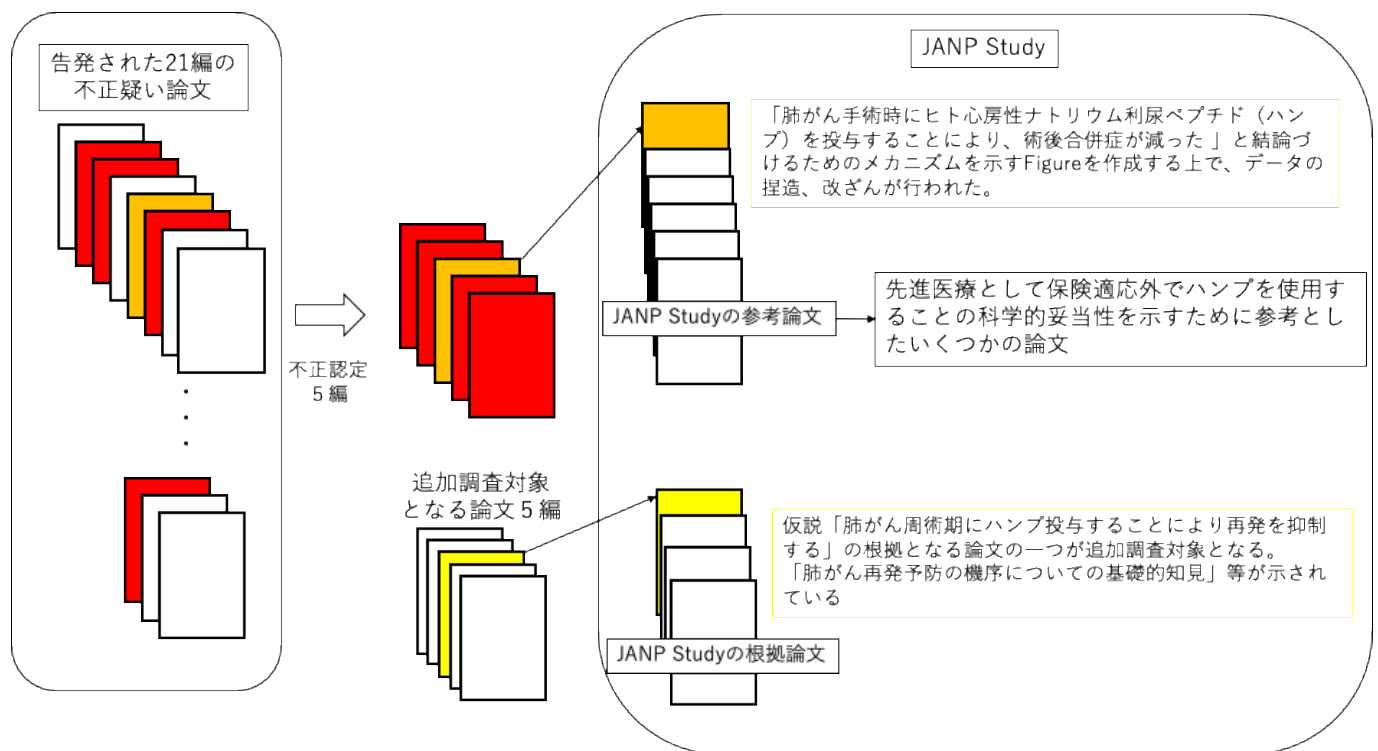 告発された21編の
不正疑い論文
・
・
・
不正認定
５編
追加調査対象
となる論文５編
JANP Study
「肺がん手術時にヒト心房性ナトリウム利尿ペプチド（ハン
プ）を投与することにより、術後合併症が減った 」と結論づ
けるためのメカニズムを示すFigureを作成する上で、データの
捏造、改ざんが行われた。
JANP Studyの参考論文
先進医療として保険適応外でハンプを使用す
ることの科学的妥当性を示すために参考とし
たいくつかの論文
仮説「肺がん周術期にハンプ投与することにより再発を抑制
する」の根拠となる論文の一つが追加調査対象となる。
「肺がん再発予防の機序についての基礎的知見」等が示され
ている
JANP Studyの根拠論文